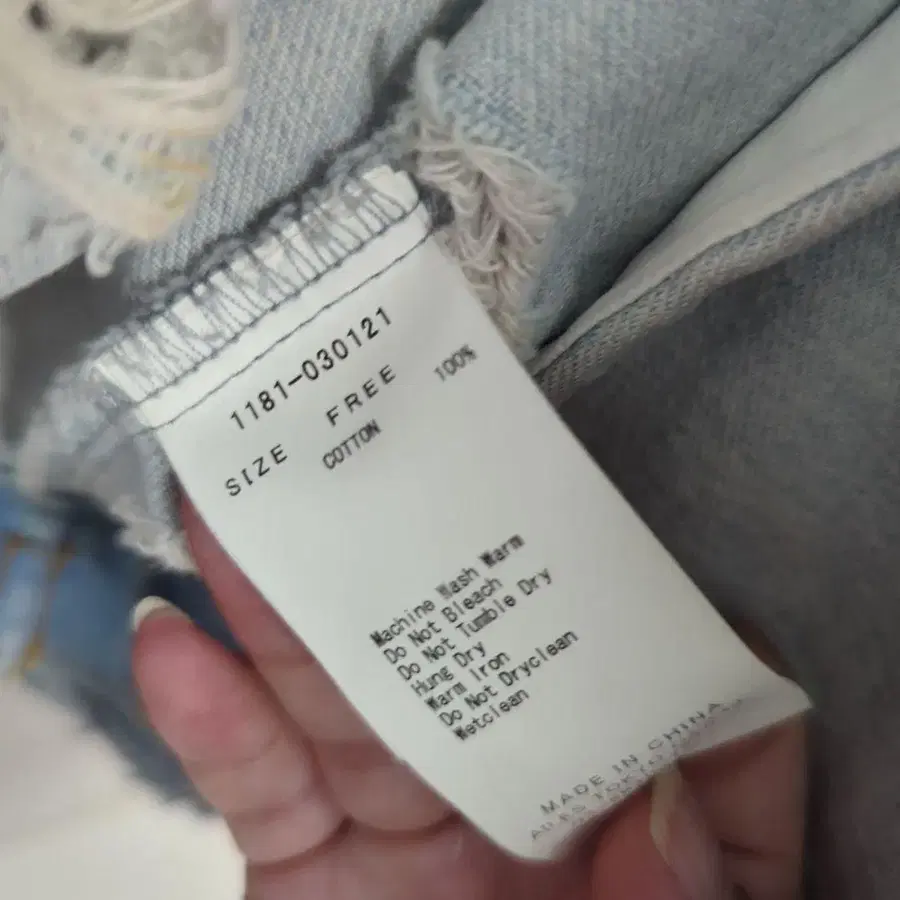 1181-030121
SIZE FREE
COTTON 100%
Machine Wash Warm
Do Not Bleach
Do Not Tumble Dry
Hung Dry
Warm Iron
Do Not Dryclean
Wetclean
MADE IN CHINA
TOKYO